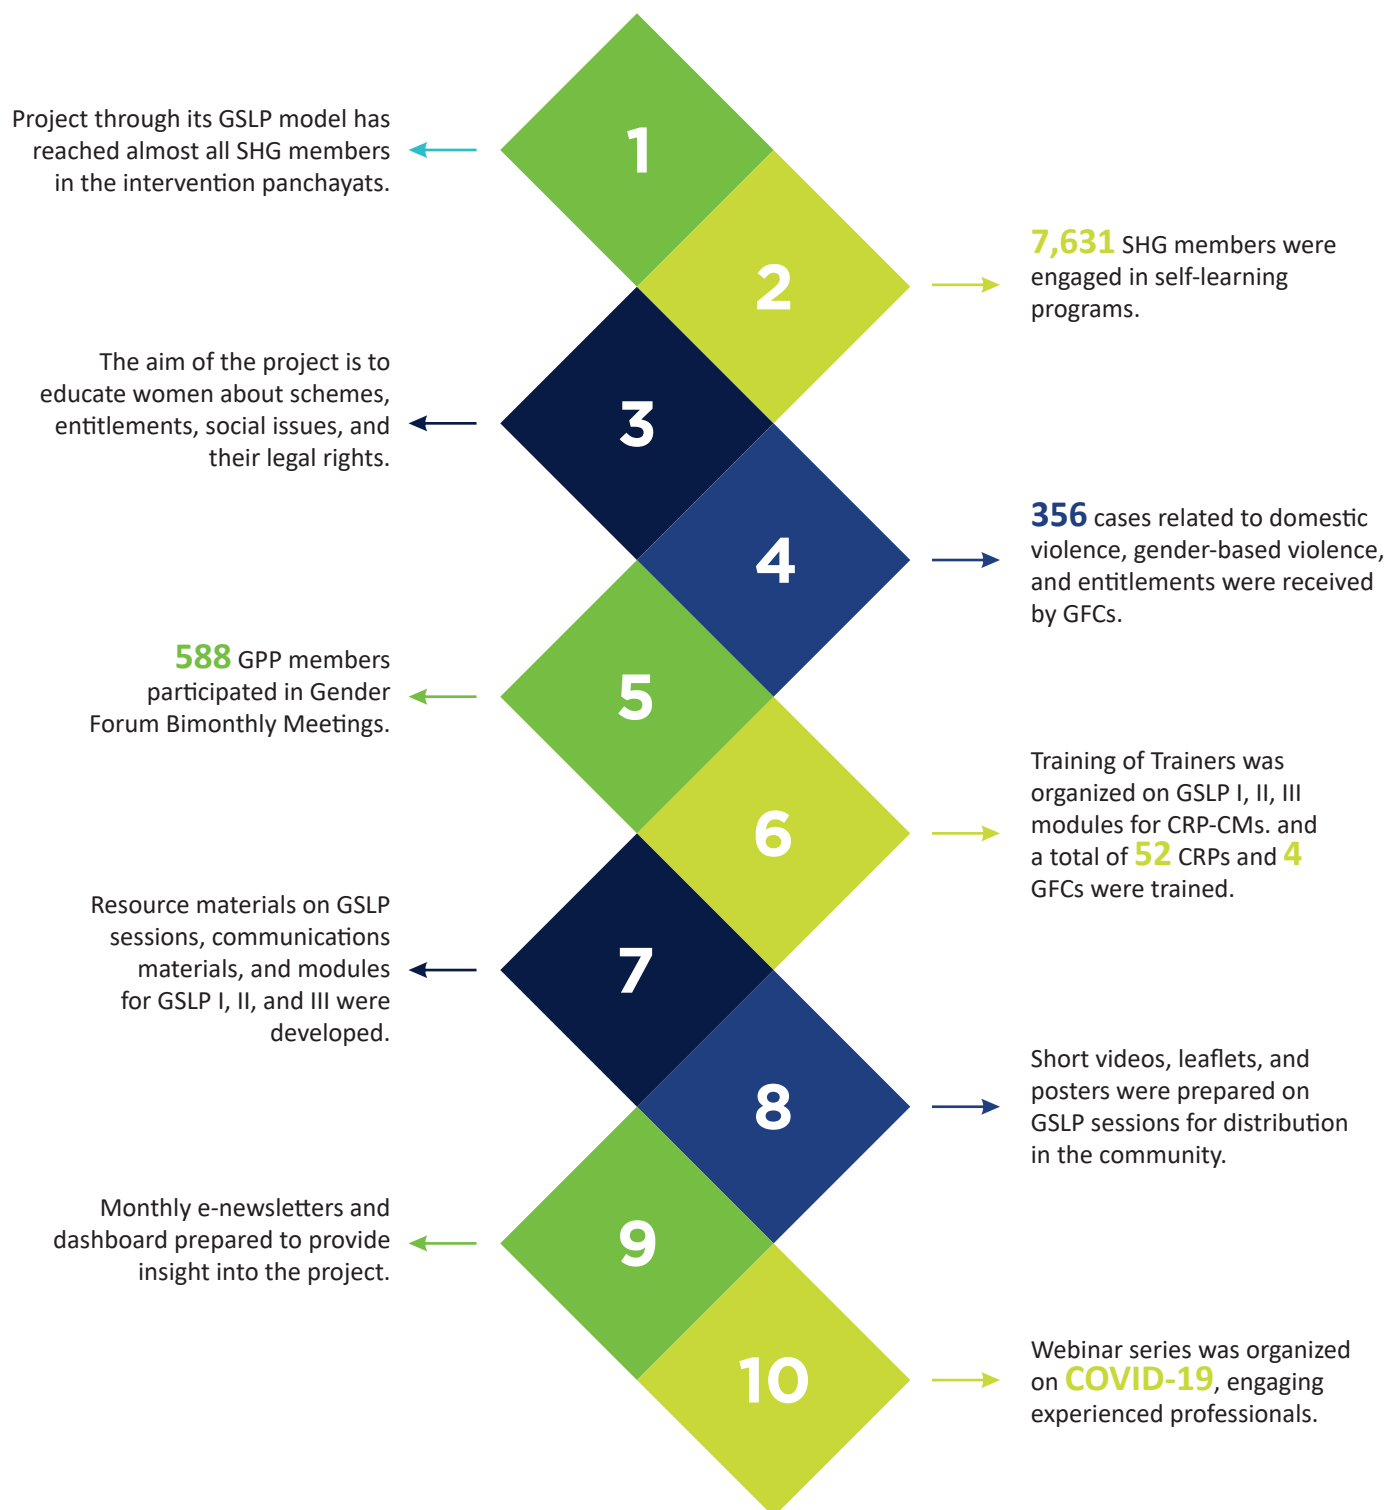 1
Project through its GSLP model has
reached almost all SHG members
in the intervention panchayats.
2
7,631 SHG members were
engaged in self-learning
programs.
3
The aim of the project is to
educate women about schemes,
entitlements, social issues, and
their legal rights.
4
356 cases related to domestic
violence, gender-based violence,
and entitlements were received
by GFCs.
5
588 GPP members
participated in Gender
Forum Bimonthly Meetings.
6
Training of Trainers was
organized on GSLP I, II, III
modules for CRP-CMs. and
a total of 52 CRPs and 4
GFCs were trained.
7
Resource materials on GSLP
sessions, communications
materials, and modules
for GSLP I, II, and III were
developed.
8
Short videos, leaflets, and
posters were prepared on
GSLP sessions for distribution
in the community.
9
Monthly e-newsletters and
dashboard prepared to provide
insight into the project.
10
Webinar series was organized
on COVID-19, engaging
experienced professionals.